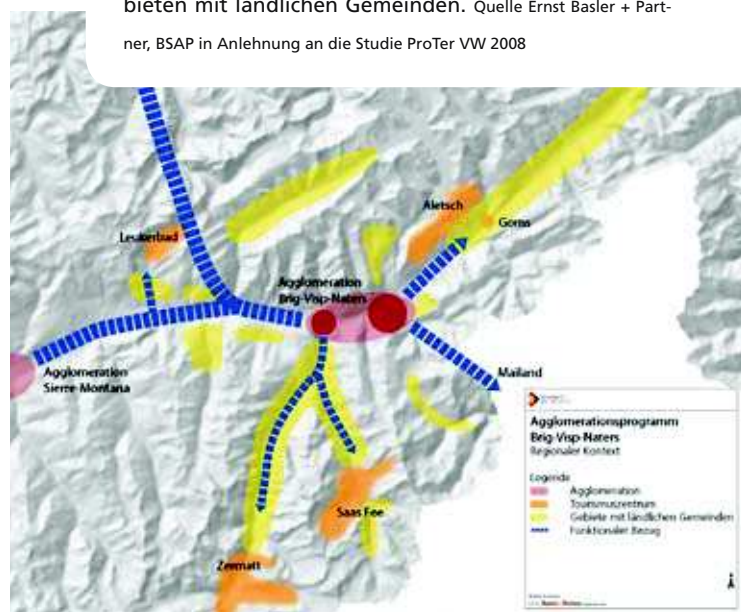 bieten mit ländlichen Gemeinden. Quelle Ernst Basler + Part-
ner, BSAP in Anlehnung an die Studie ProTer VW 2008
Aletsch
Goms
Leukerbad
Agglomeration
Brig-Visp-Naters
Agglomeration
Sierre-Montana
Mailand
Saas Fee
Zermatt
Agglomerationsprogramm
Brig-Visp-Naters
Regionaler Kontext
Legende
Agglomeration
Tourismuszentrum
Gebiete mit ländlichen Gemeinden
Funktionaler Bezug